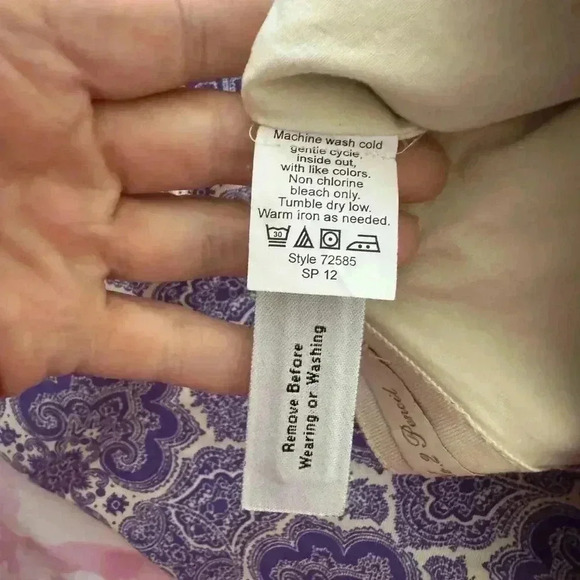 Machine wash cold
gentle cycle,
inside out,
with like colors.
Non chlorine
bleach only.
Tumble dry low.
Warm iron as needed.
30
Style 72585
SP 12
Remove Before
Wearing or Washing
Pencil